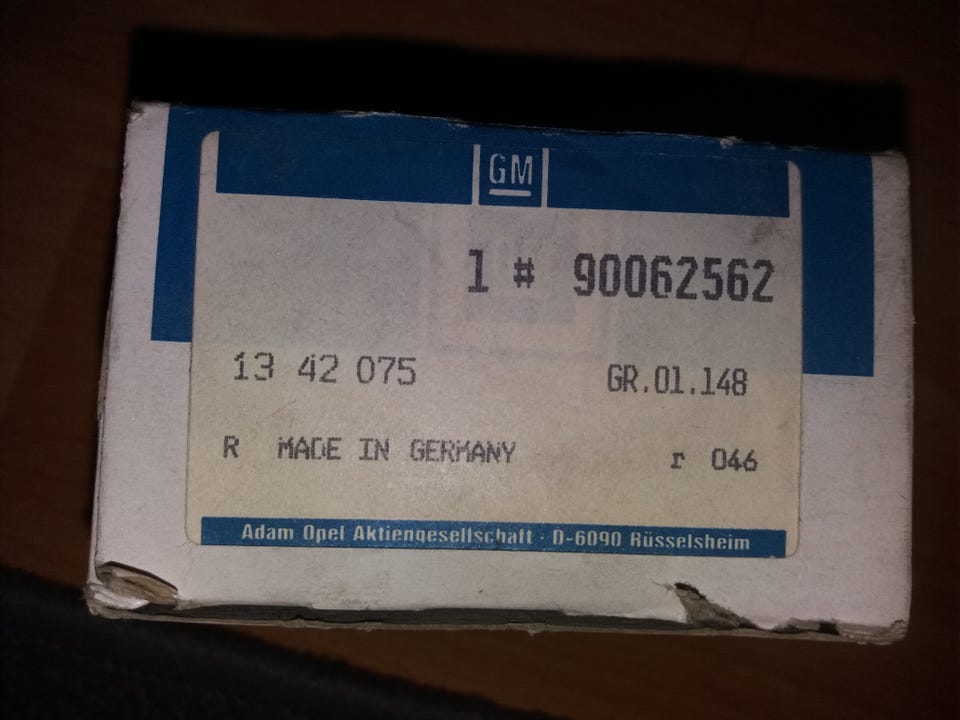 GM
1 # 90062562
13 42 075 GR.01.148
R MADE IN GERMANY r 046
Adam Opel Aktiengesellschaft · D-6090 Rüsselsheim